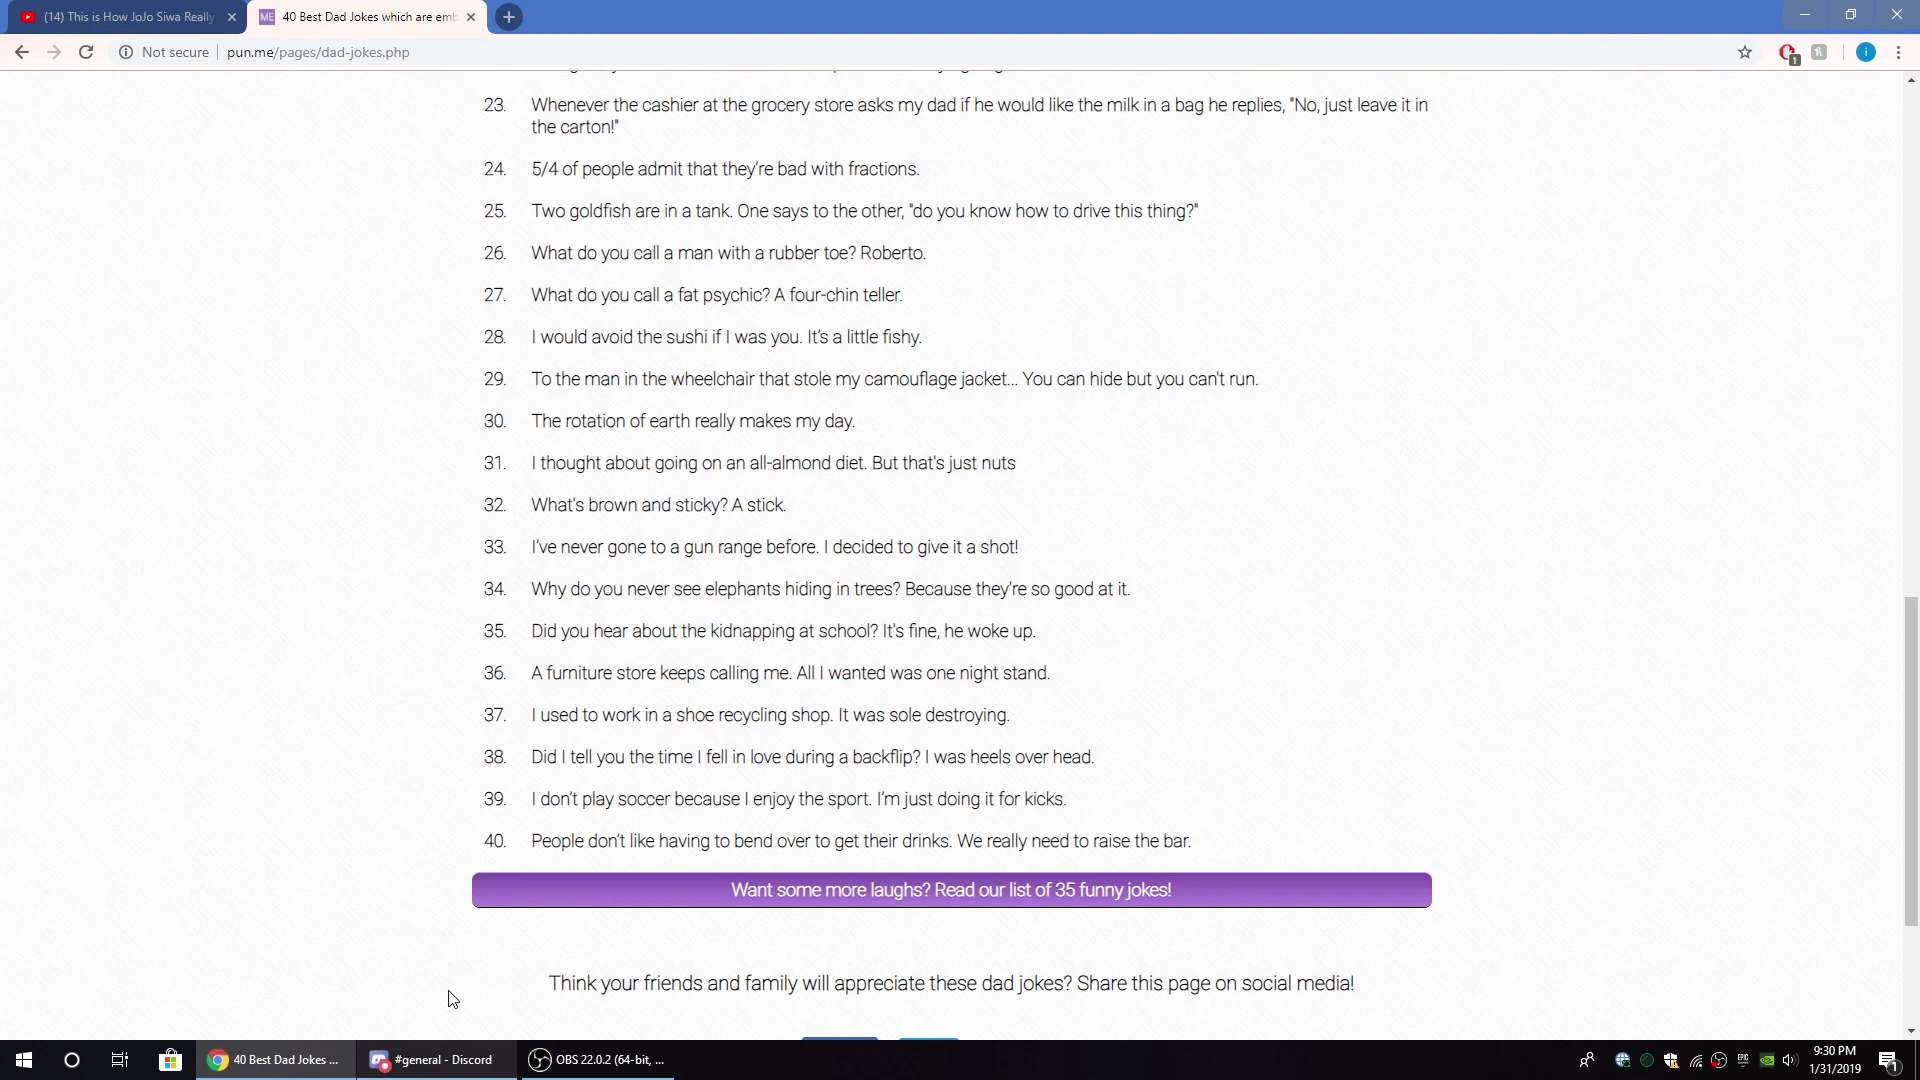 (14) This is How JoJo Siwa Really
ME
40 Best Dad Jokes which are emb
Not secure
pun.me/pages/dad-jokes.php
1
i
23. Whenever the cashier at the grocery store asks my dad if he would like the milk in a bag he replies, "No, just leave it in
the carton!"
24. 5/4 of people admit that they’re bad with fractions.
25. Two goldfish are in a tank. One says to the other, "do you know how to drive this thing?"
26. What do you call a man with a rubber toe? Roberto.
27. What do you call a fat psychic? A four-chin teller.
28. I would avoid the sushi if I was you. It’s a little fishy.
29. To the man in the wheelchair that stole my camouflage jacket... You can hide but you can't run.
30. The rotation of earth really makes my day.
31. I thought about going on an all-almond diet. But that's just nuts
32. What's brown and sticky? A stick.
33. I’ve never gone to a gun range before. I decided to give it a shot!
34. Why do you never see elephants hiding in trees? Because they're so good at it.
35. Did you hear about the kidnapping at school? It's fine, he woke up.
36. A furniture store keeps calling me. All I wanted was one night stand.
37. I used to work in a shoe recycling shop. It was sole destroying.
38. Did I tell you the time I fell in love during a backflip? I was heels over head.
39. I don’t play soccer because I enjoy the sport. I’m just doing it for kicks.
40. People don’t like having to bend over to get their drinks. We really need to raise the bar.
Want some more laughs? Read our list of 35 funny jokes!
Think your friends and family will appreciate these dad jokes? Share this page on social media!
40 Best Dad Jokes ...
#general - Discord
OBS 22.0.2 (64-bit, ...
EPIC
9:30 PM
1/31/2019
1